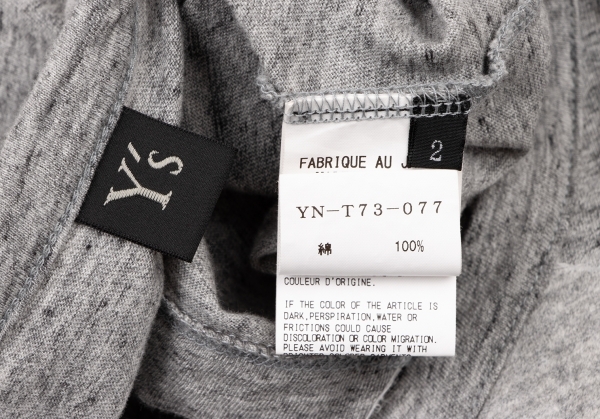 Y's
2
FABRIQUE AU
YN-T73-077
綿 100%
COULEUR D'ORIGINE.
IF THE COLOR OF THE ARTICLE IS
DARK,PERSPIRATION,WATER OR
FRICTIONS COULD CAUSE
DISCOLORATION OR COLOR MIGRATION.
PLEASE AVOID WEARING IT WITH